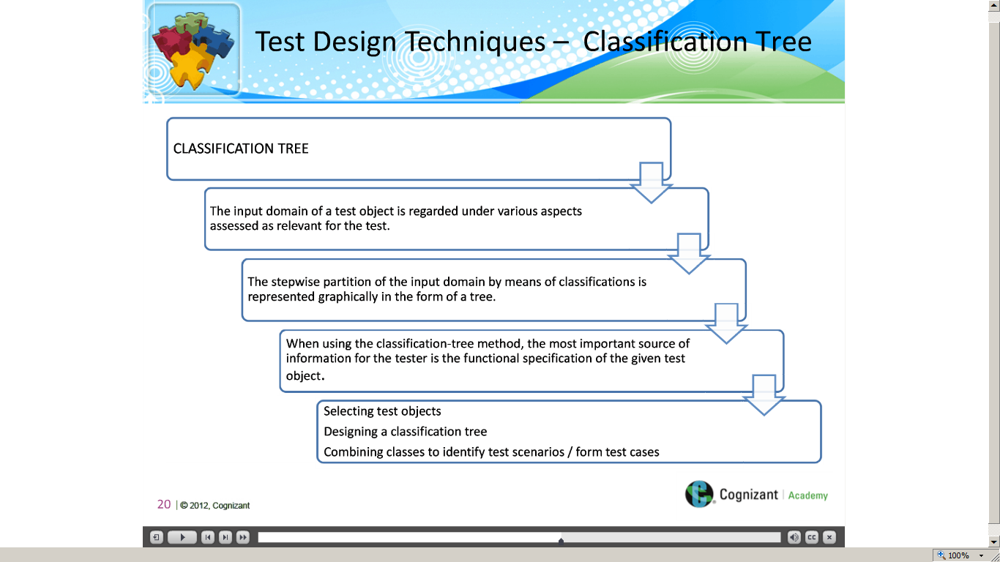 Test Design Techniques – Classification Tree
CLASSIFICATION TREE
The input domain of a test object is regarded under various aspects
assessed as relevant for the test.
The stepwise partition of the input domain by means of classifications is
represented graphically in the form of a tree.
When using the classification-tree method, the most important source of
information for the tester is the functional specification of the given test
object.
Selecting test objects
Designing a classification tree
Combining classes to identify test scenarios / form test cases
20 | © 2012, Cognizant
Cognizant | Academy
CC
100%